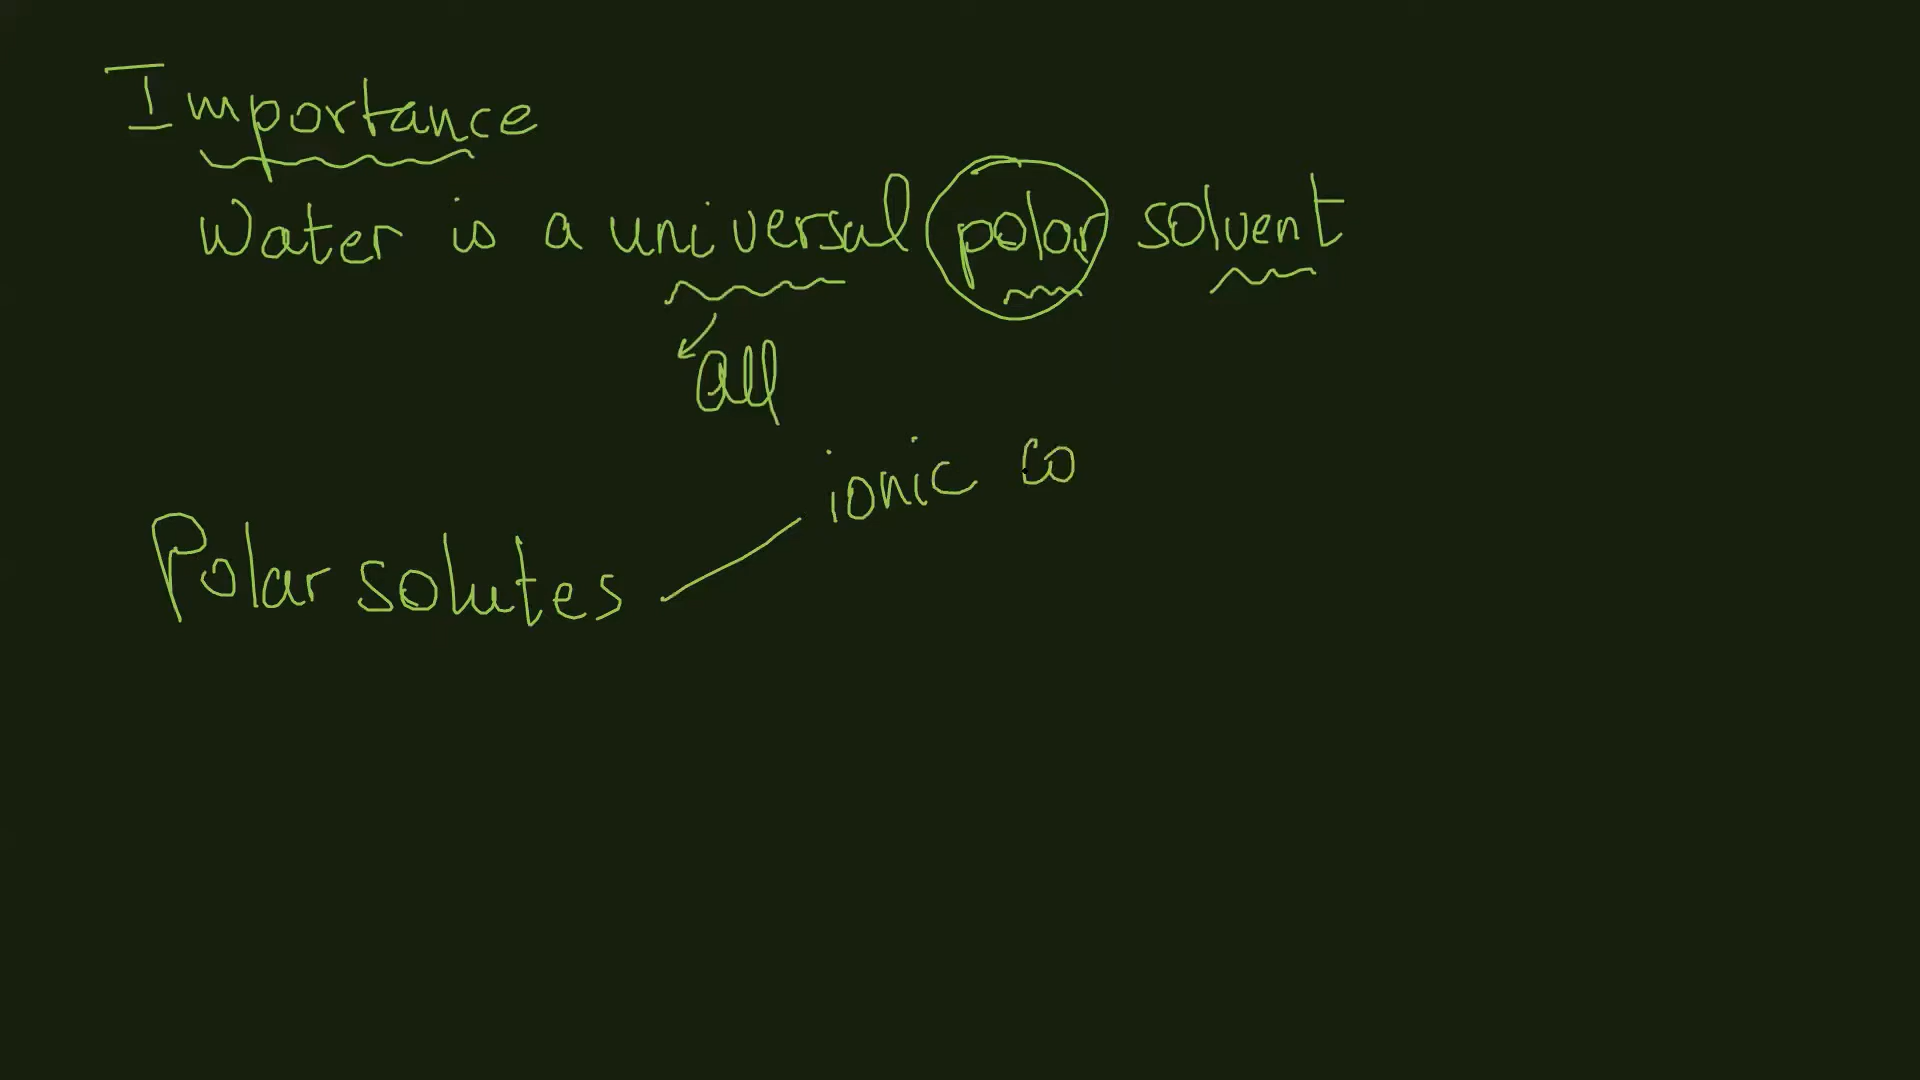 Importance
Water is a universal polar solvent
all
ionic co
Polar solutes